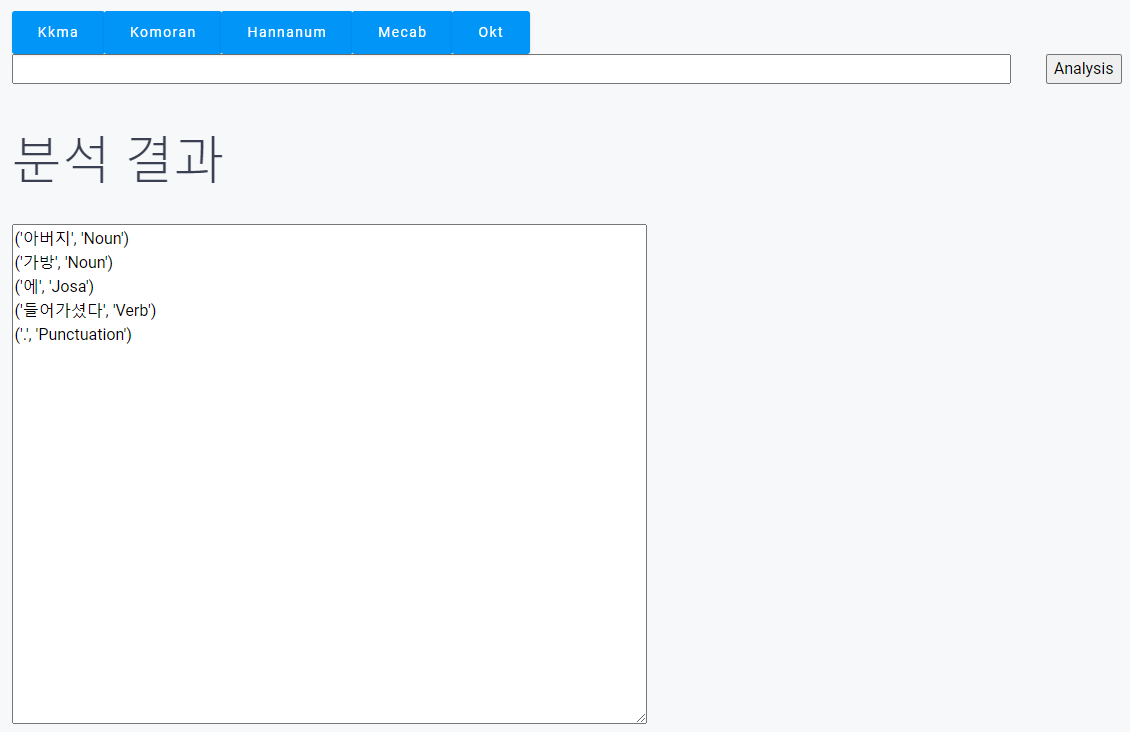 Kkma Komoran Hannanum Mecab Okt
Analysis
분석 결과
('아버지', 'Noun')
('가방', 'Noun')
('에', 'Josa')
('들어가셨다', 'Verb')
('.', 'Punctuation')